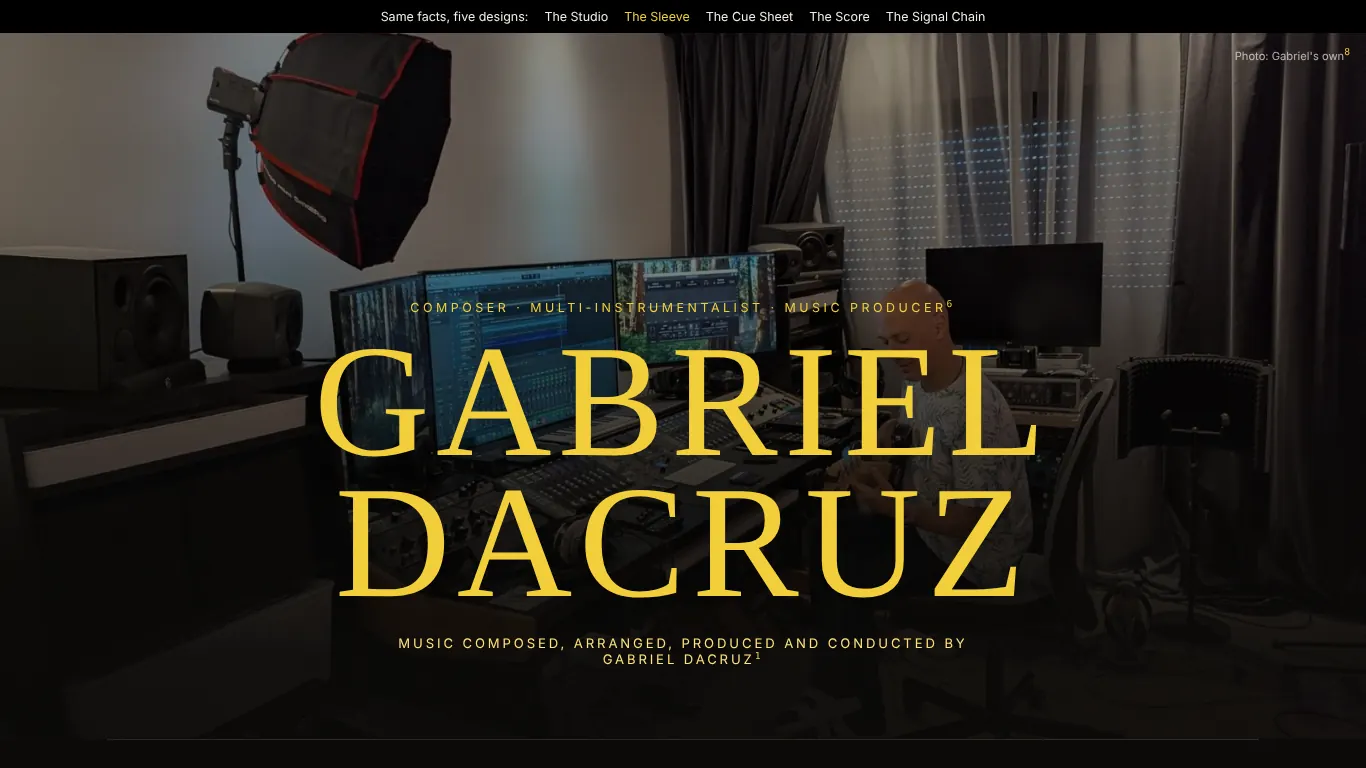 Same facts, five designs: The Studio The Sleeve The Cue Sheet The Score The Signal Chain
Photo: Gabriel's own8
COMPOSER · MULTI-INSTRUMENTALIST · MUSIC PRODUCER6
GABRIEL
DACRUZ
MUSIC COMPOSED, ARRANGED, PRODUCED AND CONDUCTED BY
GABRIEL DACRUZ1